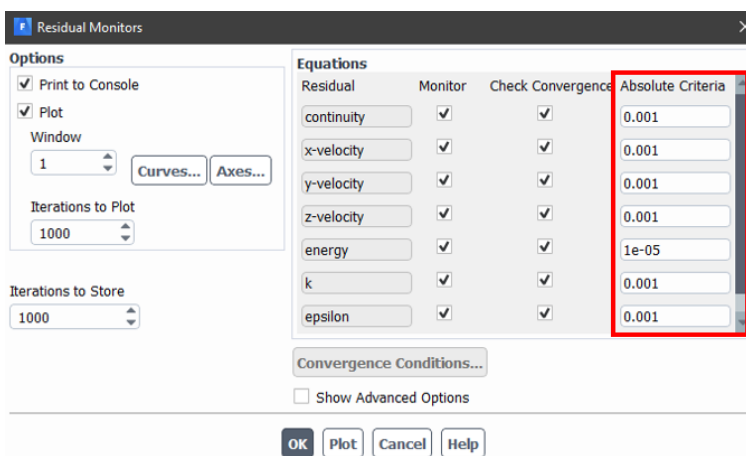 F Residual Monitors
Options
Print to Console
Plot
Window
1
Curves... Axes...
Iterations to Plot
1000
Iterations to Store
1000
Equations
Residual Monitor Check Convergence Absolute Criteria
continuity 0.001
x-velocity 0.001
y-velocity 0.001
z-velocity 0.001
energy 1e-05
k 0.001
epsilon 0.001
Convergence Conditions...
Show Advanced Options
OK Plot Cancel Help